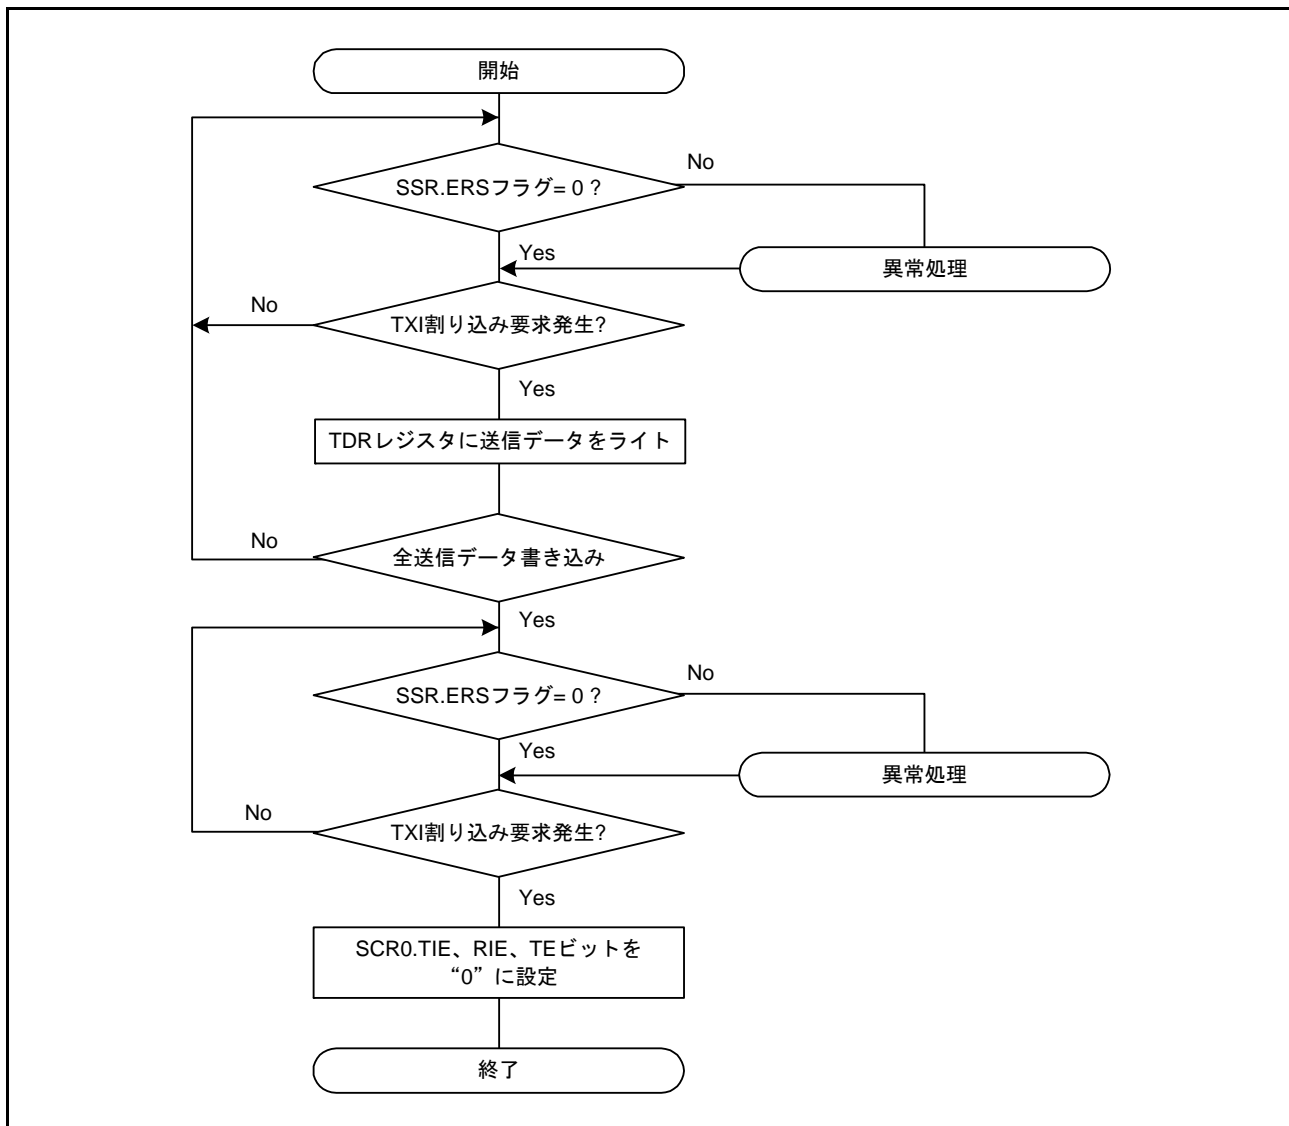 開始
No
SSR.ERSフラグ= 0 ?
Yes
異常処理
No
TXI割り込み要求発生?
Yes
TDRレジスタに送信データをライト
No
全送信データ書き込み
Yes
No
SSR.ERSフラグ= 0 ?
Yes
異常処理
No
TXI割り込み要求発生?
Yes
SCR0.TIE、RIE、TEビットを
“0”に設定
終了